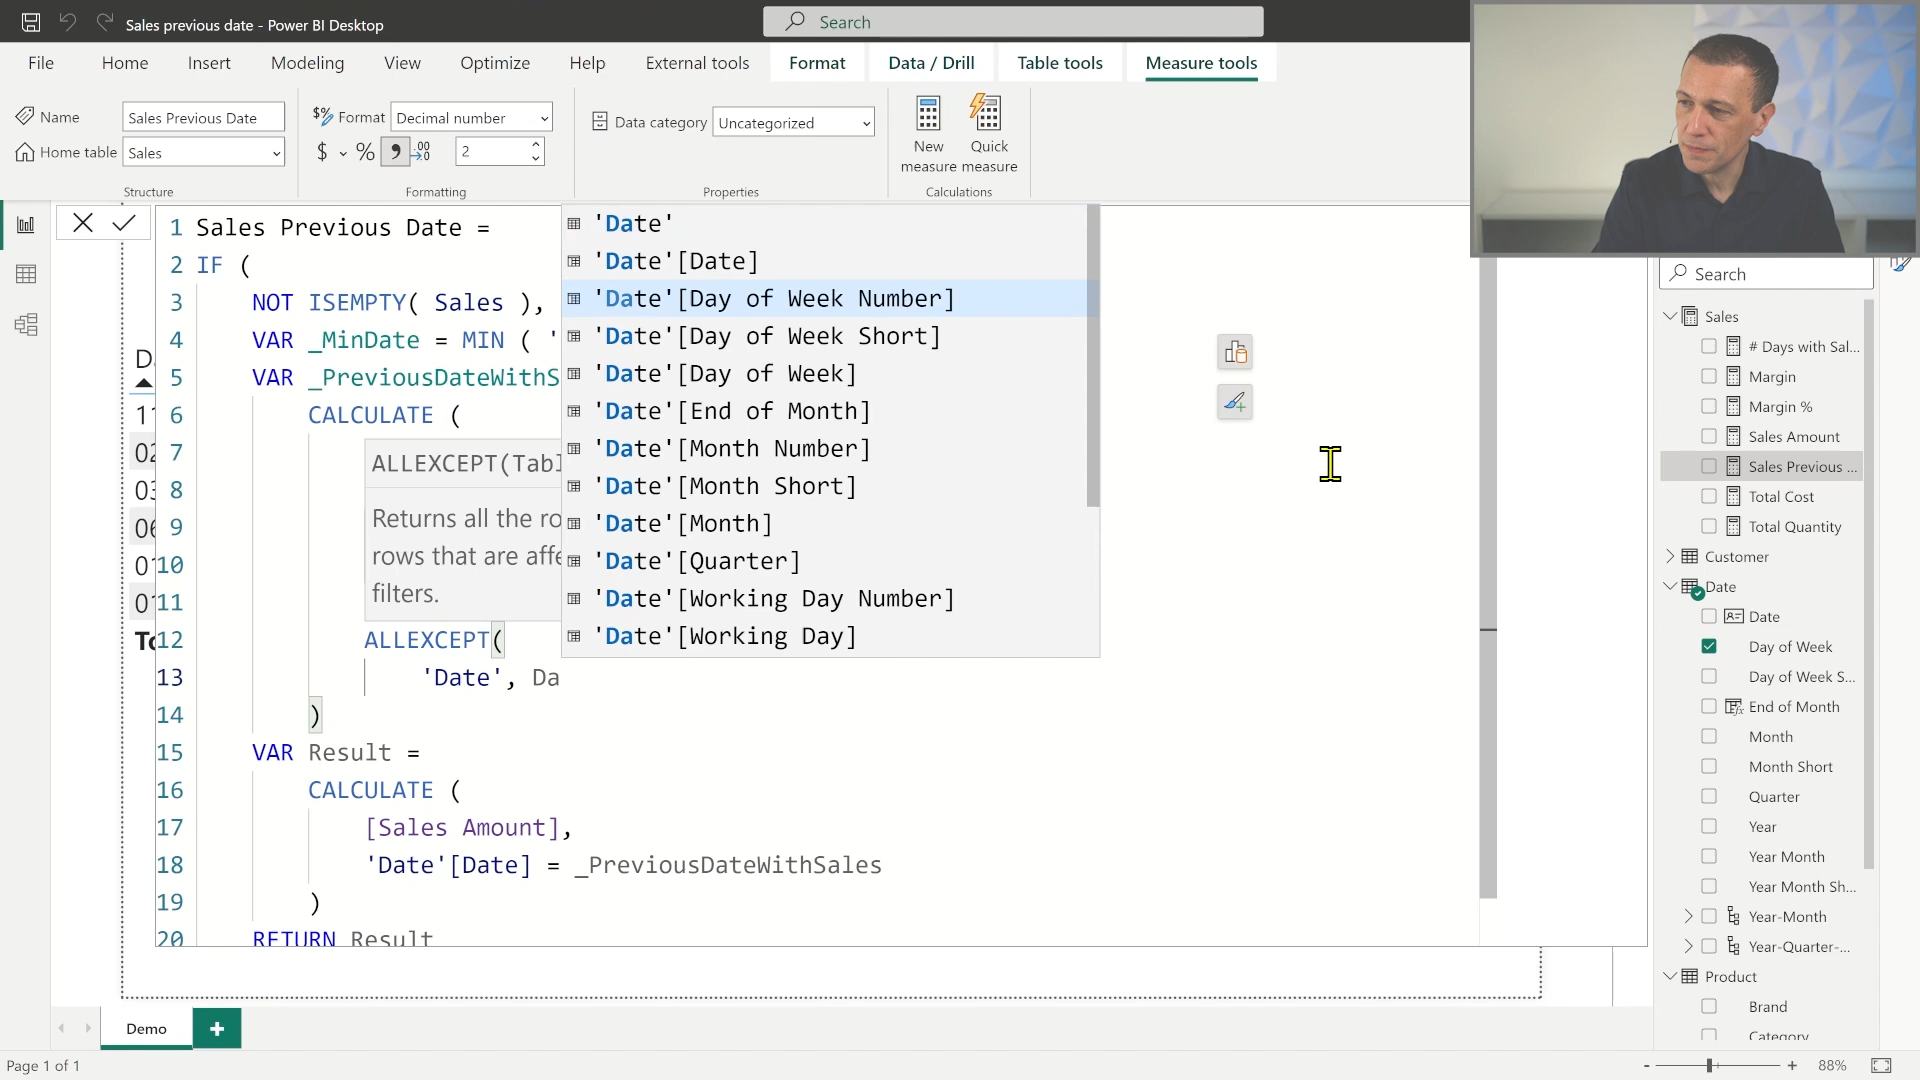 Sales previous date - Power BI Desktop
Search
File
Home
Insert
Modeling
View
Optimize
Help
External tools
Format
Data / Drill
Table tools
Measure tools
Name
Sales Previous Date
Home table
Sales
Structure
Format
Decimal number
$
%
2
Formatting
Data category
Uncategorized
Properties
New measure
Quick measure
Calculations
1 Sales Previous Date =
2 IF (
3 NOT ISEMPTY( Sales ),
4 VAR _MinDate = MIN ( '
5 VAR _PreviousDateWithS
6 CALCULATE (
7
8
9
10
11
12 ALLEXCEPT(
13 'Date', Da
14 )
15 VAR Result =
16 CALCULATE (
17 [Sales Amount],
18 'Date'[Date] = _PreviousDateWithSales
19 )
20 RETURN Result
ALLEXCEPT(Tabl
Returns all the ro
rows that are affe
filters.
'Date'
'Date'[Date]
'Date'[Day of Week Number]
'Date'[Day of Week Short]
'Date'[Day of Week]
'Date'[End of Month]
'Date'[Month Number]
'Date'[Month Short]
'Date'[Month]
'Date'[Quarter]
'Date'[Working Day Number]
'Date'[Working Day]
Search
Sales
# Days with Sal...
Margin
Margin %
Sales Amount
Sales Previous ...
Total Cost
Total Quantity
Customer
Date
Date
Day of Week
Day of Week S...
End of Month
Month
Month Short
Quarter
Year
Year Month
Year Month Sh...
Year-Month
Year-Quarter-...
Product
Brand
Category
Demo
+
Page 1 of 1
- + 88%